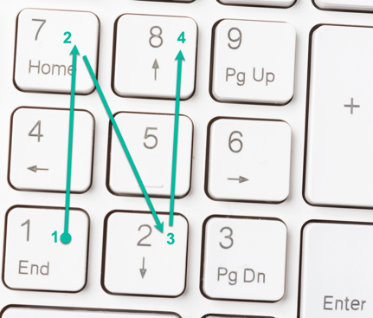 7 2
Home
8 4
↑
9
Pg Up
+
4
←
5
6
→
1 1
End
2 3
↓
3
Pg Dn
Enter